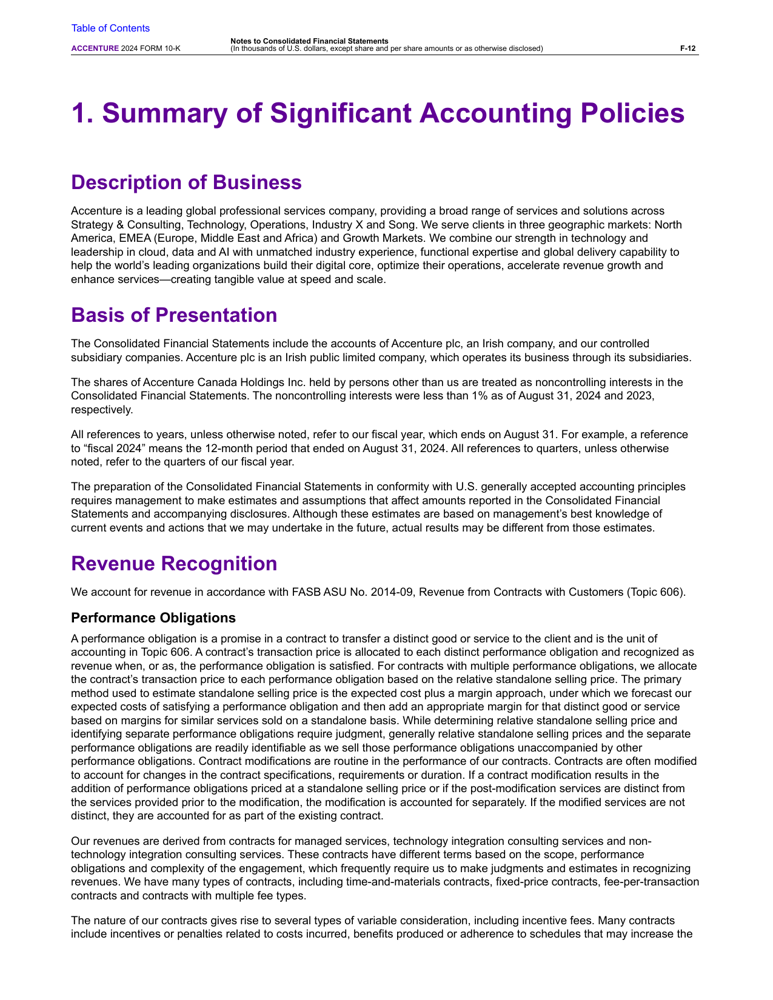 Table of Contents
ACCENTURE 2024 FORM 10-K
Notes to Consolidated Financial Statements
(In thousands of U.S. dollars, except share and per share amounts or as otherwise disclosed)
F-12
1. Summary of Significant Accounting Policies
Description of Business
Accenture is a leading global professional services company, providing a broad range of services and solutions across
Strategy & Consulting, Technology, Operations, Industry X and Song. We serve clients in three geographic markets: North
America, EMEA (Europe, Middle East and Africa) and Growth Markets. We combine our strength in technology and
leadership in cloud, data and AI with unmatched industry experience, functional expertise and global delivery capability to
help the world’s leading organizations build their digital core, optimize their operations, accelerate revenue growth and
enhance services—creating tangible value at speed and scale.
Basis of Presentation
The Consolidated Financial Statements include the accounts of Accenture plc, an Irish company, and our controlled
subsidiary companies. Accenture plc is an Irish public limited company, which operates its business through its subsidiaries.
The shares of Accenture Canada Holdings Inc. held by persons other than us are treated as noncontrolling interests in the
Consolidated Financial Statements. The noncontrolling interests were less than 1% as of August 31, 2024 and 2023,
respectively.
All references to years, unless otherwise noted, refer to our fiscal year, which ends on August 31. For example, a reference
to “fiscal 2024” means the 12-month period that ended on August 31, 2024. All references to quarters, unless otherwise
noted, refer to the quarters of our fiscal year.
The preparation of the Consolidated Financial Statements in conformity with U.S. generally accepted accounting principles
requires management to make estimates and assumptions that affect amounts reported in the Consolidated Financial
Statements and accompanying disclosures. Although these estimates are based on management’s best knowledge of
current events and actions that we may undertake in the future, actual results may be different from those estimates.
Revenue Recognition
We account for revenue in accordance with FASB ASU No. 2014-09, Revenue from Contracts with Customers (Topic 606).
Performance Obligations
A performance obligation is a promise in a contract to transfer a distinct good or service to the client and is the unit of
accounting in Topic 606. A contract’s transaction price is allocated to each distinct performance obligation and recognized as
revenue when, or as, the performance obligation is satisfied. For contracts with multiple performance obligations, we allocate
the contract’s transaction price to each performance obligation based on the relative standalone selling price. The primary
method used to estimate standalone selling price is the expected cost plus a margin approach, under which we forecast our
expected costs of satisfying a performance obligation and then add an appropriate margin for that distinct good or service
based on margins for similar services sold on a standalone basis. While determining relative standalone selling price and
identifying separate performance obligations require judgment, generally relative standalone selling prices and the separate
performance obligations are readily identifiable as we sell those performance obligations unaccompanied by other
performance obligations. Contract modifications are routine in the performance of our contracts. Contracts are often modified
to account for changes in the contract specifications, requirements or duration. If a contract modification results in the
addition of performance obligations priced at a standalone selling price or if the post-modification services are distinct from
the services provided prior to the modification, the modification is accounted for separately. If the modified services are not
distinct, they are accounted for as part of the existing contract.
Our revenues are derived from contracts for managed services, technology integration consulting services and non-
technology integration consulting services. These contracts have different terms based on the scope, performance
obligations and complexity of the engagement, which frequently require us to make judgments and estimates in recognizing
revenues. We have many types of contracts, including time-and-materials contracts, fixed-price contracts, fee-per-transaction
contracts and contracts with multiple fee types.
The nature of our contracts gives rise to several types of variable consideration, including incentive fees. Many contracts
include incentives or penalties related to costs incurred, benefits produced or adherence to schedules that may increase the